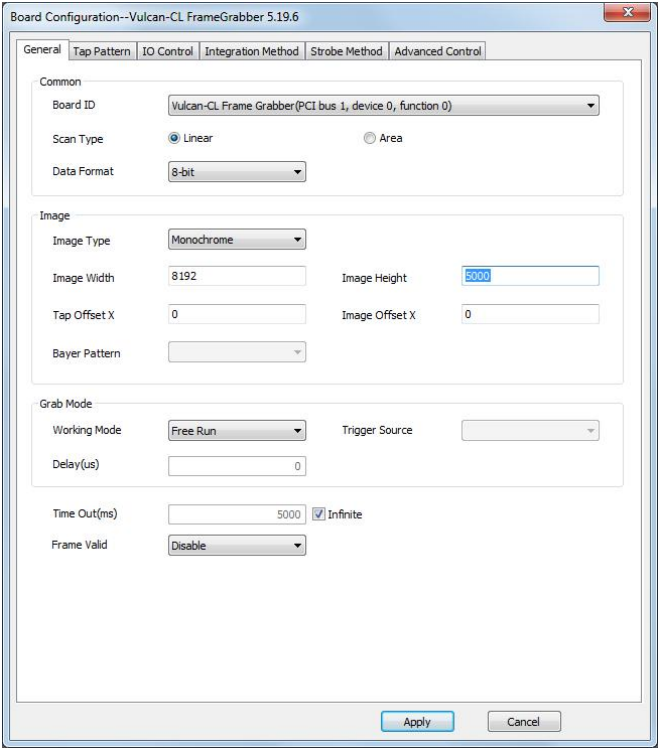 Board Configuration--Vulcan-CL FrameGrabber 5.19.6
General Tap Pattern IO Control Integration Method Strobe Method Advanced Control
Common
Board ID Vulcan-CL Frame Grabber(PCI bus 1, device 0, function 0)
Scan Type Linear Area
Data Format 8-bit
Image
Image Type Monochrome
Image Width 8192 Image Height 5000
Tap Offset X 0 Image Offset X 0
Bayer Pattern
Grab Mode
Working Mode Free Run Trigger Source
Delay(us) 0
Time Out(ms) 5000 Infinite
Frame Valid Disable
Apply Cancel